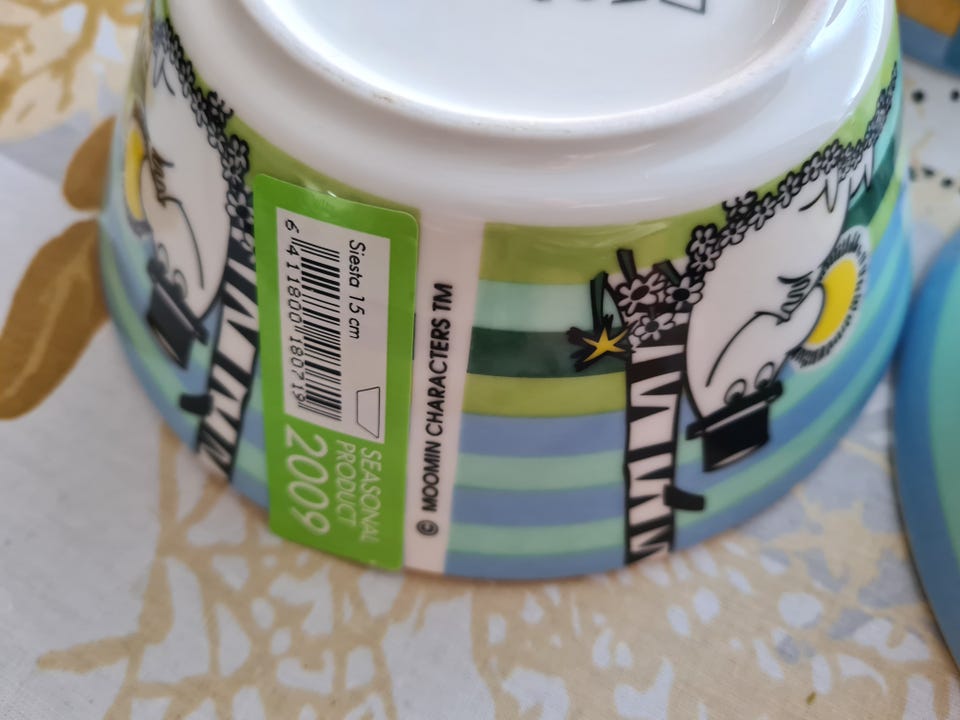 Siesta 15 cm
6 411800 180719
SEASONAL
PRODUCT
2009
© MOOMIN CHARACTERS TM